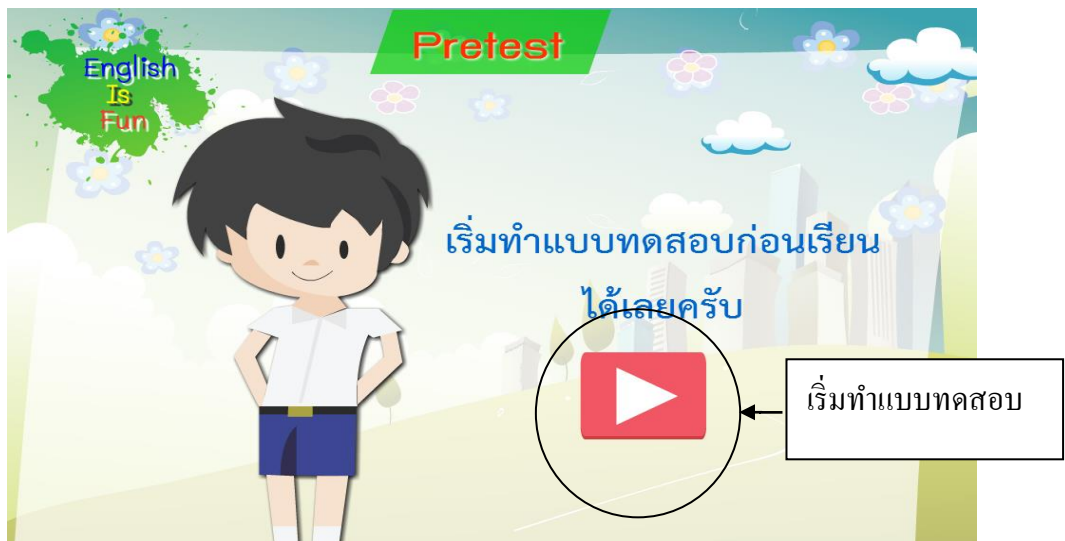 Pretest
English
Is
Fun
เริ่มทำแบบทดสอบก่อนเรียน
ได้เลยครับ
เริ่มทำแบบทดสอบ